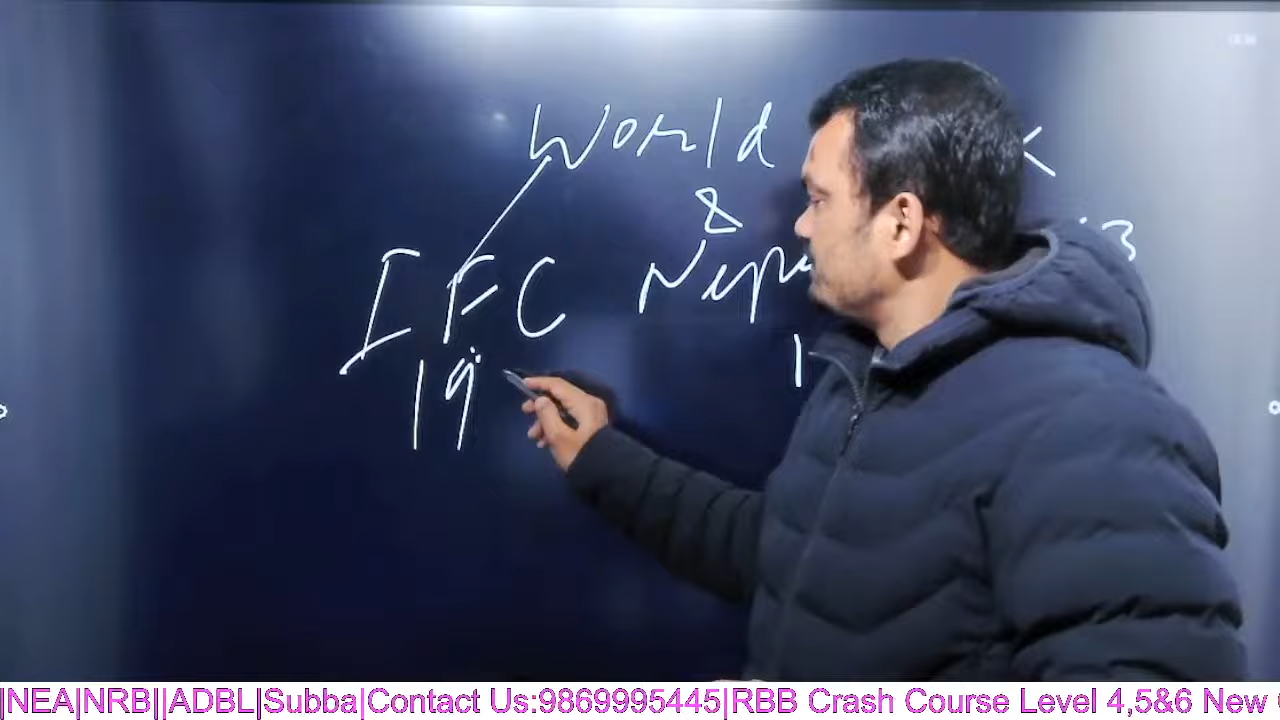 World
&
IFC Nepa
19
|NEA|NRB||ADBL|Subba|Contact Us:9869995445|RBB Crash Course Level 4,5&6 New